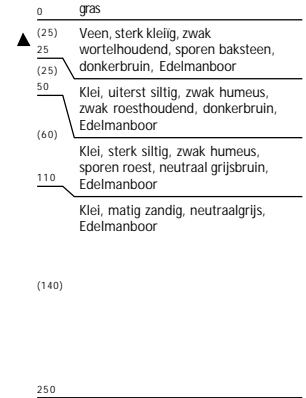 0 gras
(25) Veen, sterk kleiïg, zwak
25 wortelhoudend, sporen baksteen,
(25) donkerbruin, Edelmanboor
50 Klei, uiterst siltig, zwak humeus,
zwak roesthoudend, donkerbruin,
Edelmanboor
(60)
Klei, sterk siltig, zwak humeus,
sporen roest, neutraal grijsbruin,
110 Edelmanboor
Klei, matig zandig, neutraalgrijs,
Edelmanboor
(140)
250